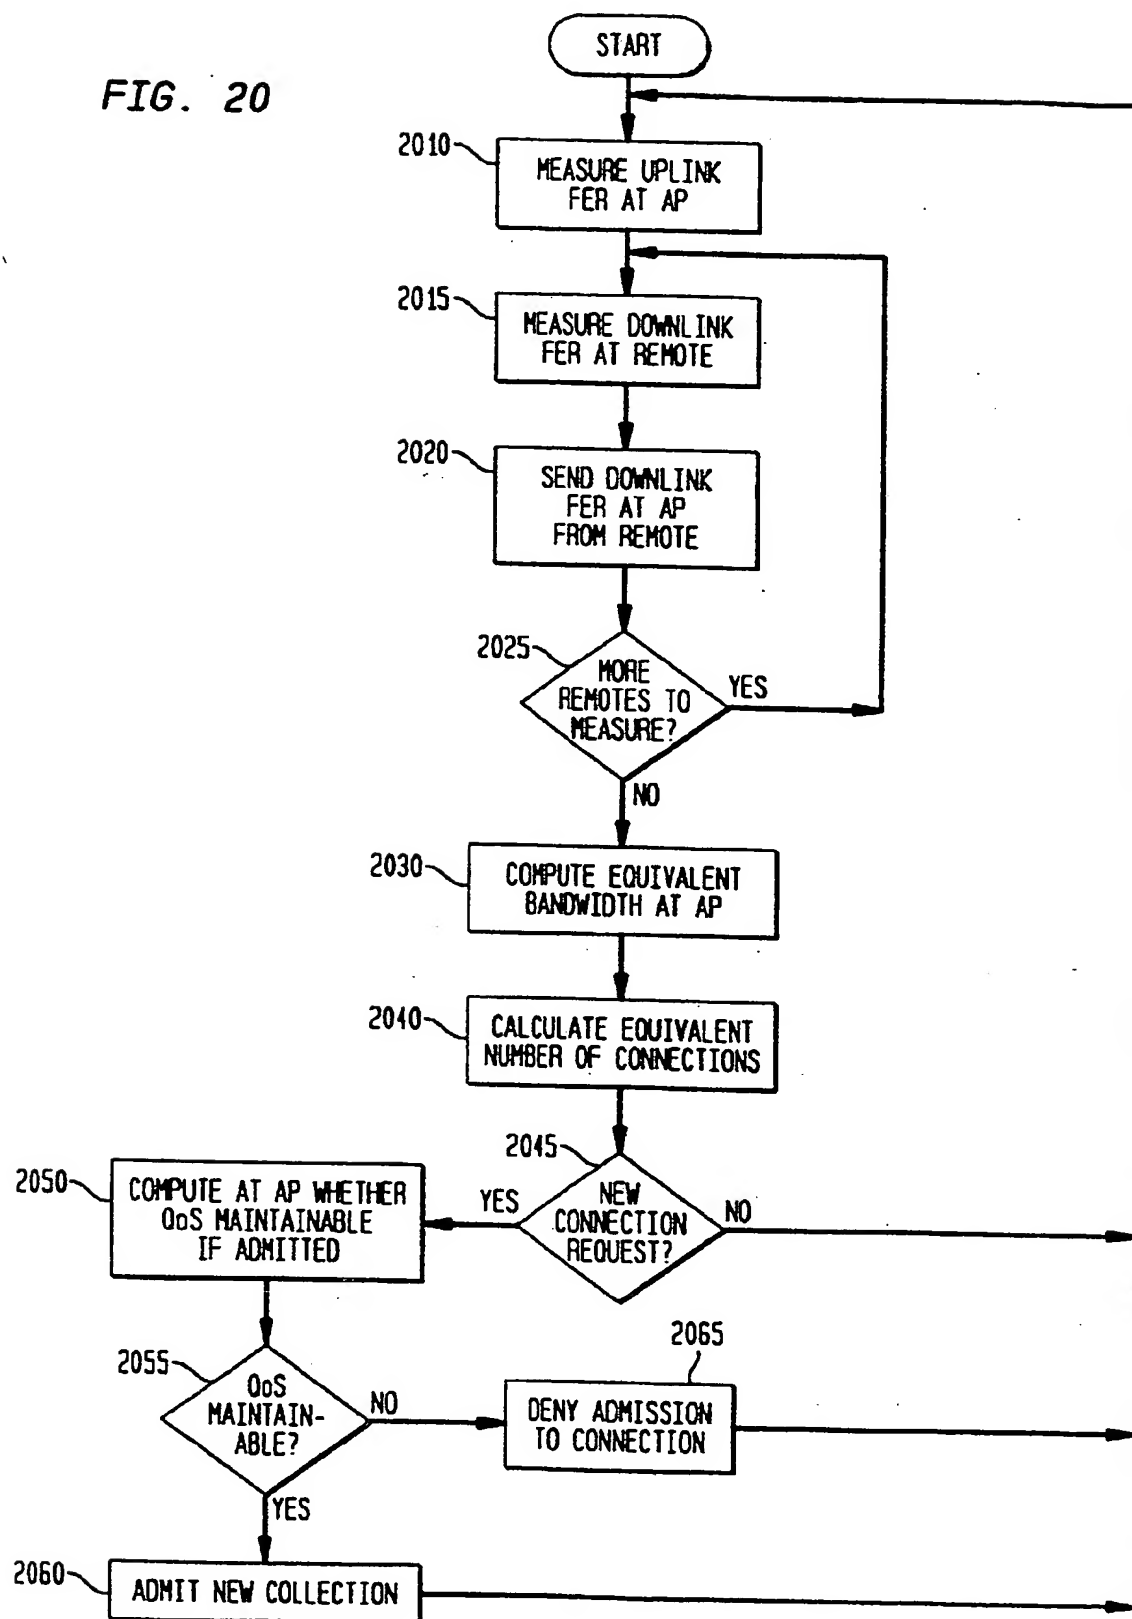 FIG. 20
START
2010
MEASURE UPLINK
FER AT AP
2015
MEASURE DOWNLINK
FER AT REMOTE
2020
SEND DOWNLINK
FER AT AP
FROM REMOTE
2025
MORE
REMOTES TO
MEASURE?
YES
NO
2030
COMPUTE EQUIVALENT
BANDWIDTH AT AP
2040
CALCULATE EQUIVALENT
NUMBER OF CONNECTIONS
2045
NEW
CONNECTION
REQUEST?
YES
NO
2050
COMPUTE AT AP WHETHER
QoS MAINTAINABLE
IF ADMITTED
2055
QoS
MAINTAIN-
ABLE?
NO
YES
2065
DENY ADMISSION
TO CONNECTION
2060
ADMIT NEW COLLECTION